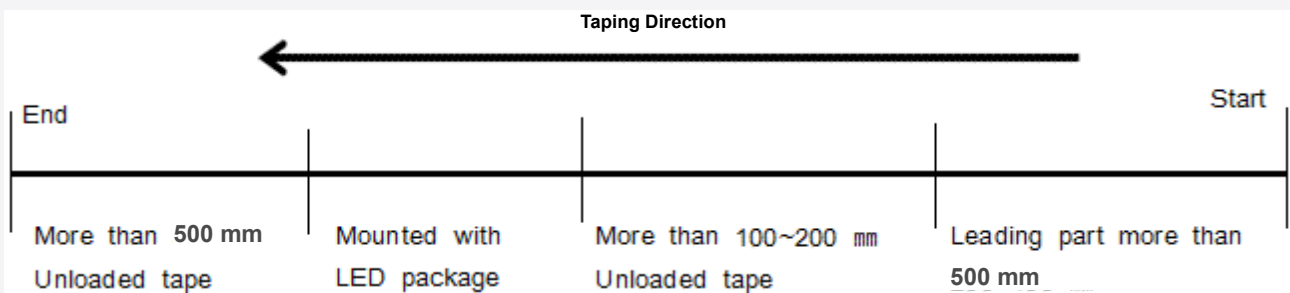 Taping Direction
End
Start
More than 500 mm
Unloaded tape
Mounted with
LED package
More than 100~200 ㎜
Unloaded tape
Leading part more than
500 mm